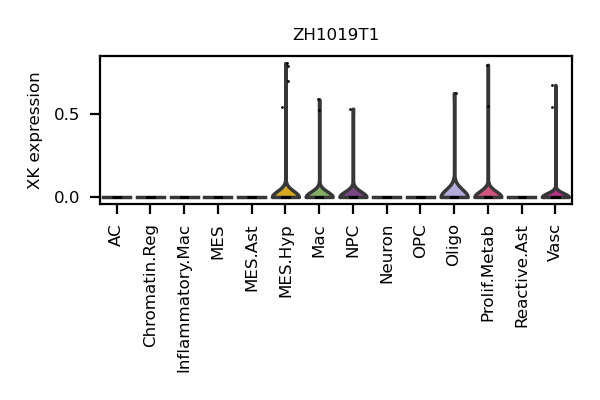 ZH1019T1
XK expression
0.5
0.0
AC
Chromatin.Reg
Inflammatory.Mac
MES
MES.Ast
MES.Hyp
Mac
NPC
Neuron
OPC
Oligo
Prolif.Metab
Reactive.Ast
Vasc